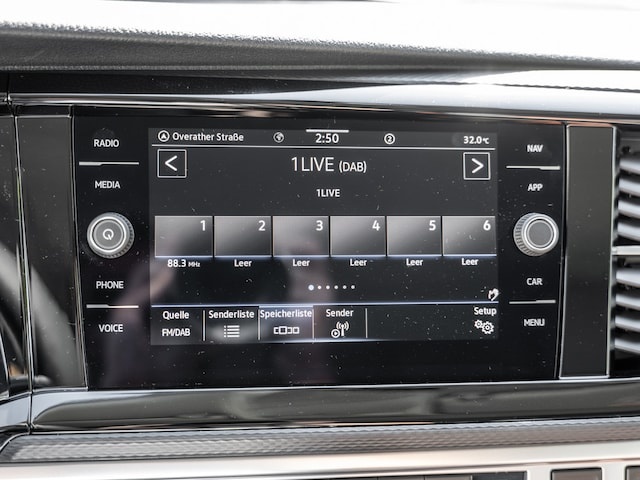 RADIO
MEDIA
PHONE
VOICE
Overather Straße 2:50 2 32.0°C
1LIVE (DAB)
1LIVE
1 2 3 4 5 6
88.3 MHz Leer Leer Leer Leer Leer
Quelle Senderliste Speicherliste Sender Setup
FM/DAB
NAV
APP
CAR
MENU